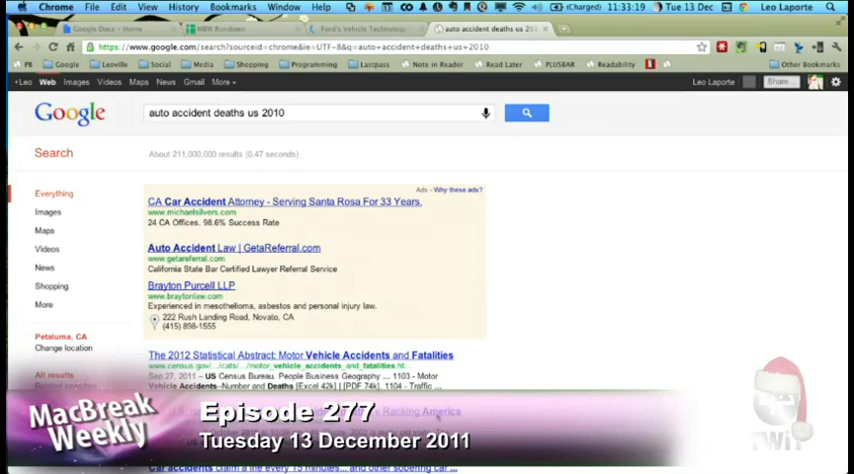 Chrome File Edit View History Bookmarks Window Help (Charged) 11:33:19 Tue 13 Dec Leo Laporte
Google Docs - Home MBW Rundown Ford's Vehicle Technology auto accident deaths us 201
https://www.google.com/search?sourceid=chrome&ie=UTF-8&q=auto+accident+deaths+us+2010
PB Google Leoville Social Media Shopping Programming Lastpass Note in Reader Read Later PLUSBAR Readability Other Bookmarks
+Leo Web Images Videos Maps News Gmail More Leo Laporte Share...
Google auto accident deaths us 2010
Search About 211,000,000 results (0.47 seconds)
Ads - Why these ads?
Everything
Images
Maps
Videos
News
Shopping
More
Petaluma, CA
Change location
All results
Related searches
CA Car Accident Attorney - Serving Santa Rosa For 33 Years.
www.michaelsilvers.com
24 CA Offices. 98.6% Success Rate
Auto Accident Law | GetaReferral.com
www.getareferral.com
California State Bar Certified Lawyer Referral Service
Brayton Purcell LLP
www.braytonlaw.com
Experienced in mesothelioma, asbestos and personal injury law.
222 Rush Landing Road, Novato, CA
(415) 898-1555
The 2012 Statistical Abstract: Motor Vehicle Accidents and Fatalities
www.census.gov/.../cats/.../motor_vehicle_accidents_and_fatalities.ht...
Sep 27, 2011 – US Census Bureau. People Business Geography ... 1103 - Motor
Vehicle Accidents–Number and Deaths [Excel 42k] | [PDF 74k]. 1104 - Traffic ...
Ranking America
MacBreak
Weekly
Episode 277
Tuesday 13 December 2011
TWiT
Car accidents claim a life every 15 minutes... and other sobering car ...